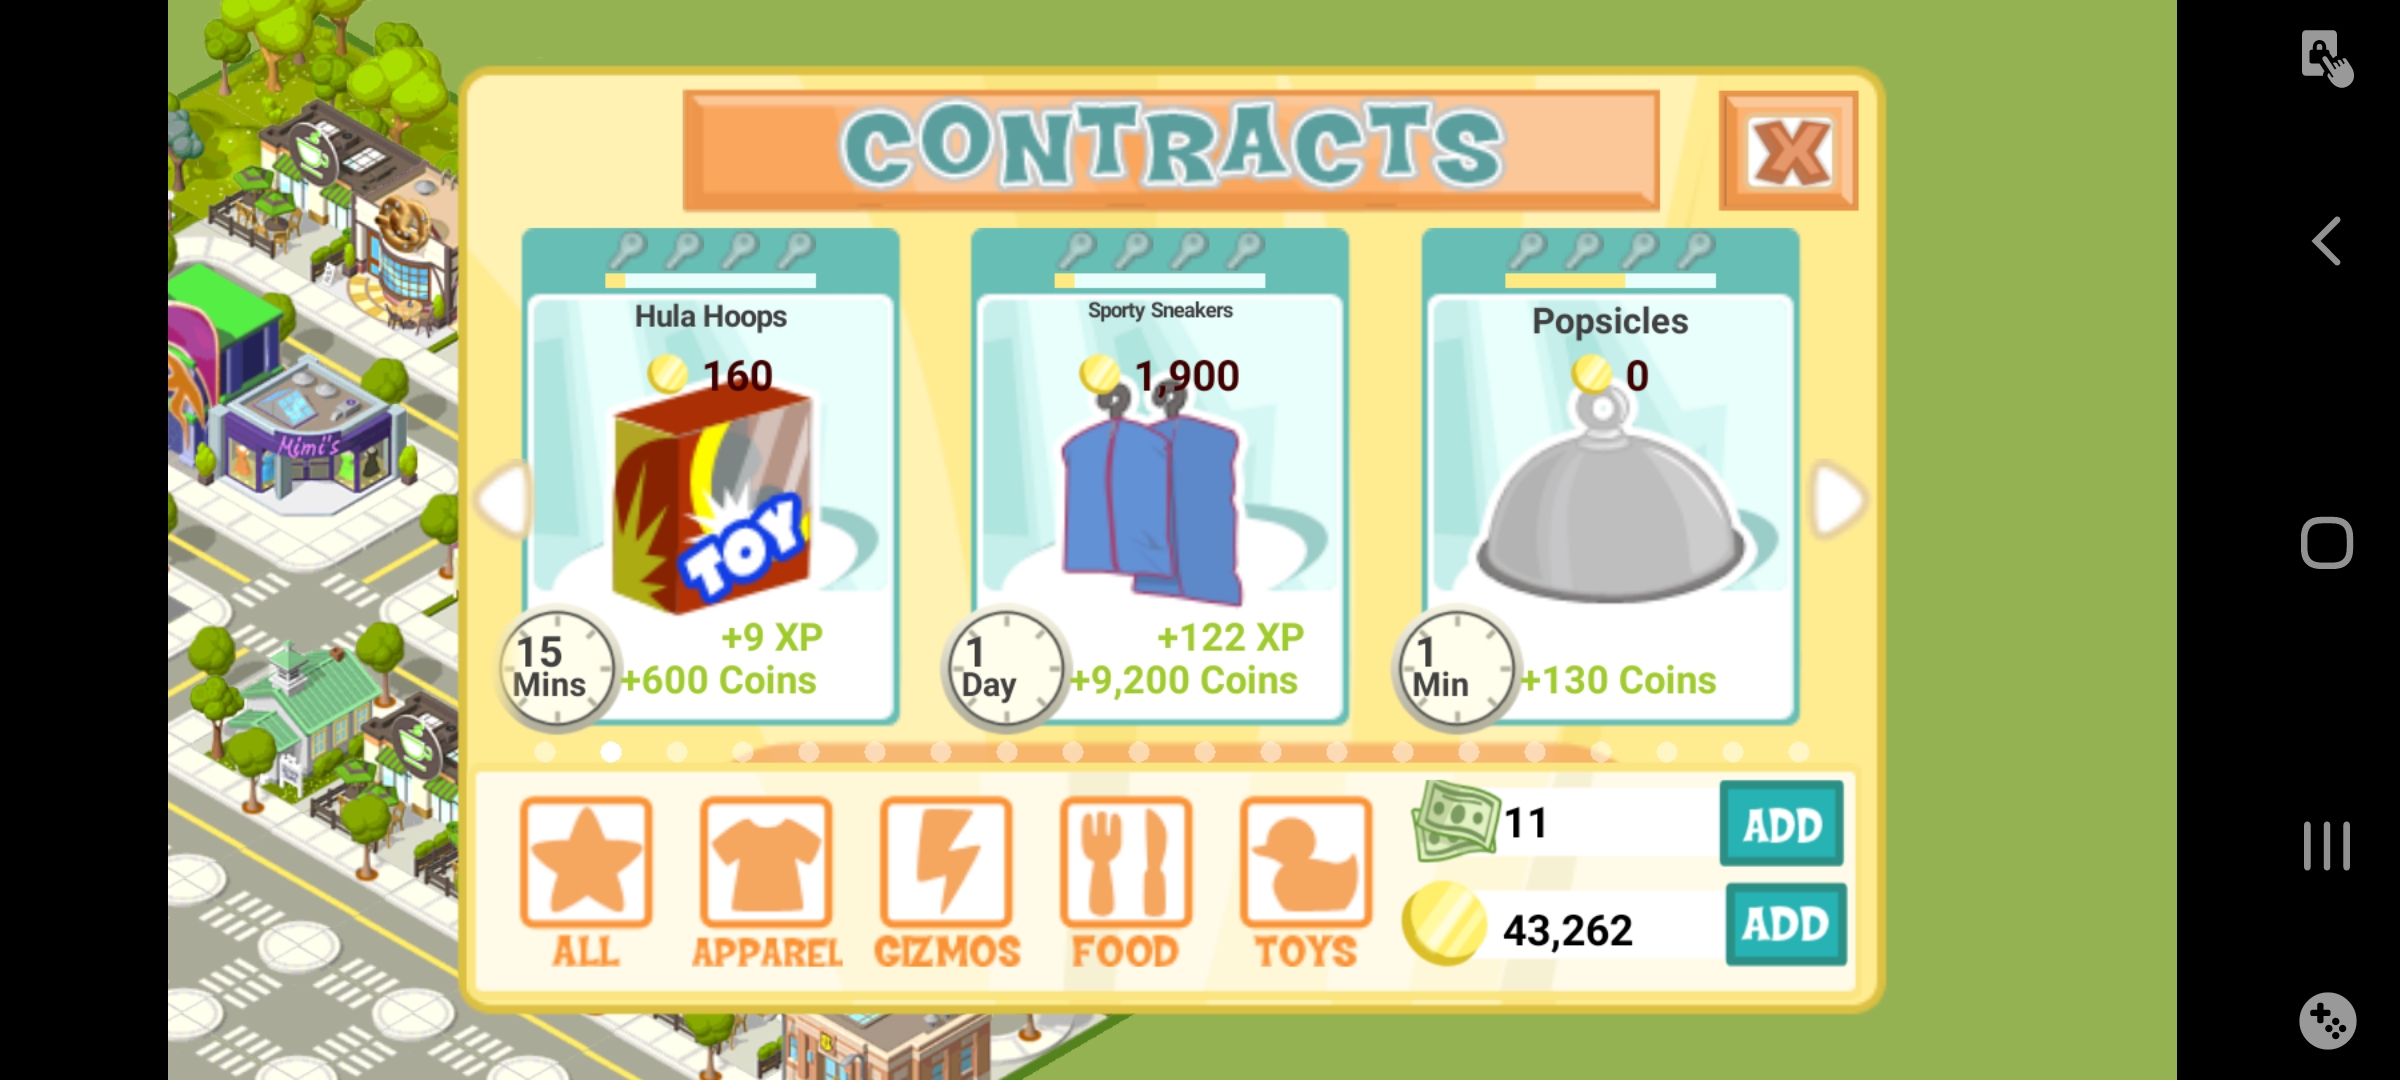 CONTRACTS
X
Hula Hoops
160
TOY
15
Mins
+9 XP
+600 Coins
Sporty Sneakers
1,900
1
Day
+122 XP
+9,200 Coins
Popsicles
0
1
Min
+130 Coins
Mimi's
ALL
APPAREL
GIZMOS
FOOD
TOYS
11
ADD
43,262
ADD